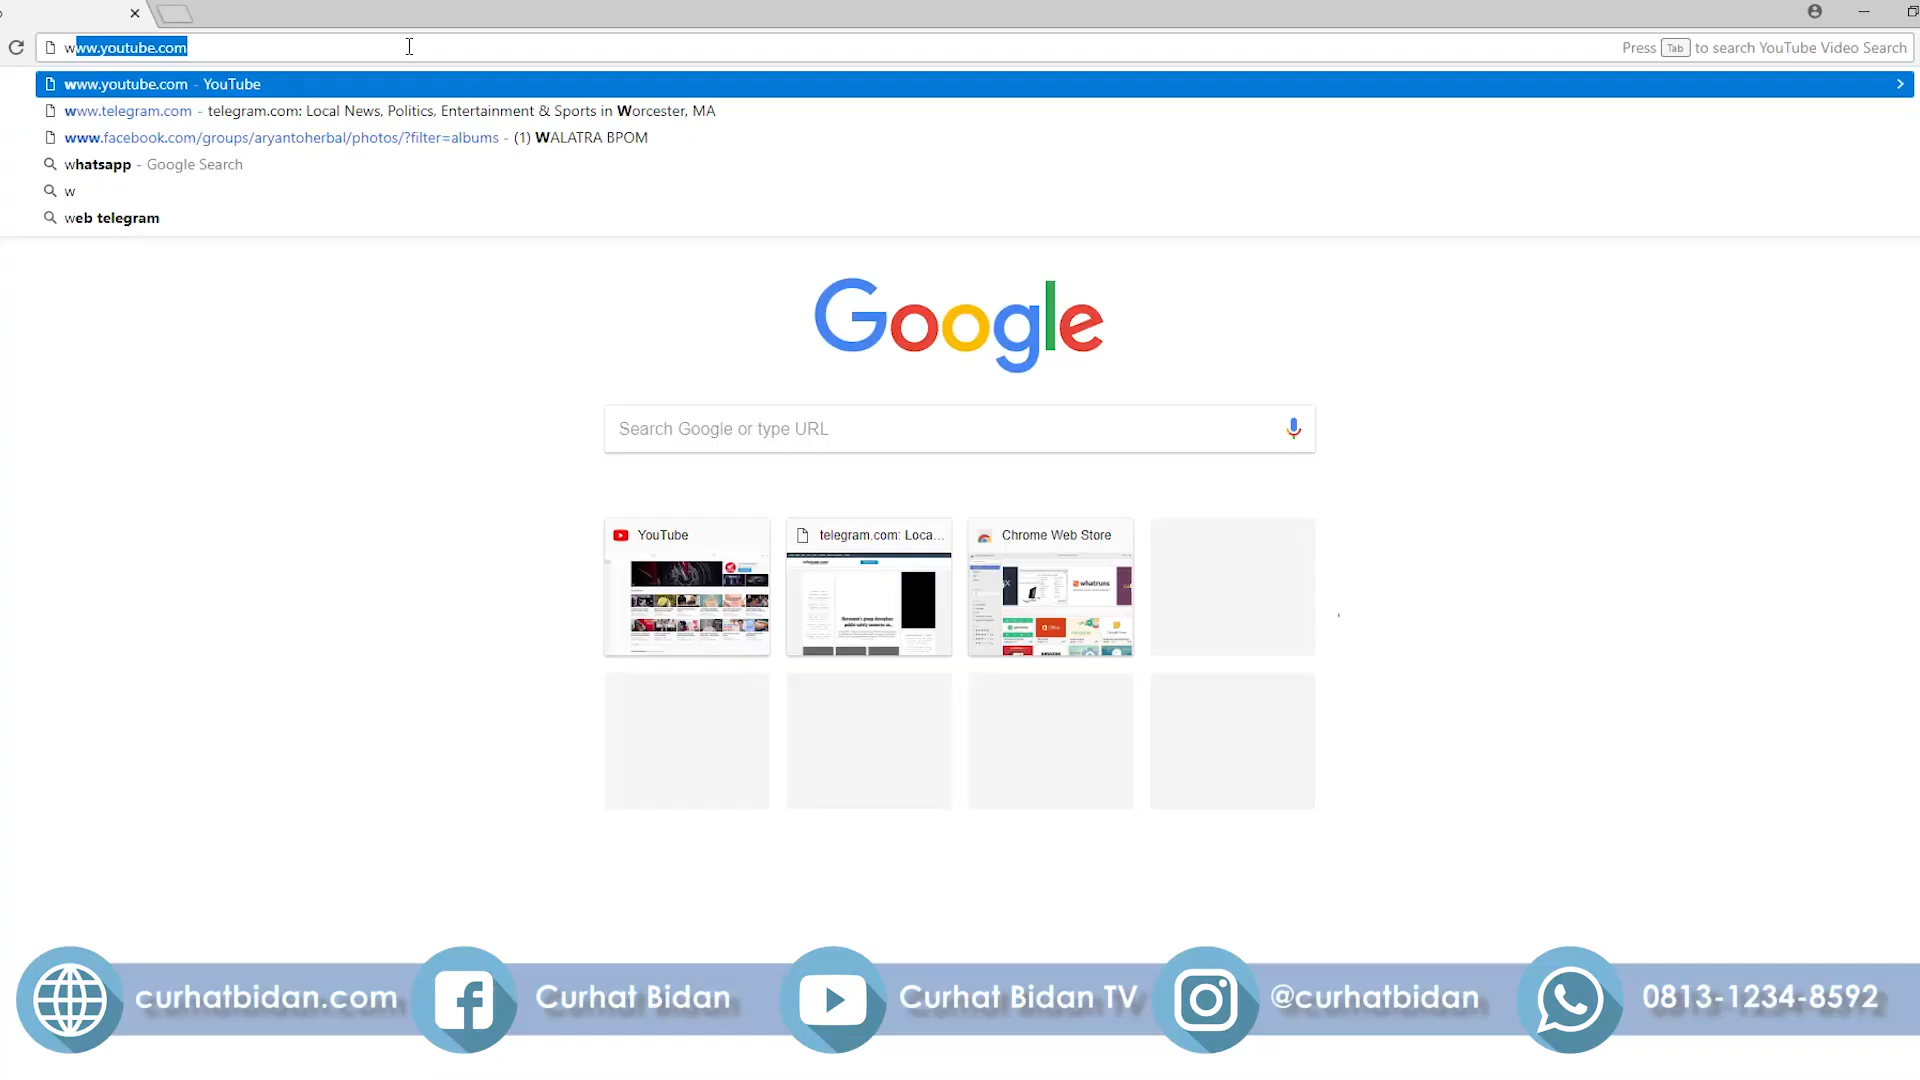 www.youtube.com
Press Tab to search YouTube Video Search
www.youtube.com - YouTube
www.telegram.com - telegram.com: Local News, Politics, Entertainment & Sports in Worcester, MA
www.facebook.com/groups/aryantoherbal/photos/?filter=albums - (1) WALATRA BPOM
whatsapp - Google Search
w
web telegram
Google
Search Google or type URL
YouTube
telegram.com: Loca...
Chrome Web Store
whatruns
Office
curhatbidan.com
Curhat Bidan
Curhat Bidan TV
@curhatbidan
0813-1234-8592